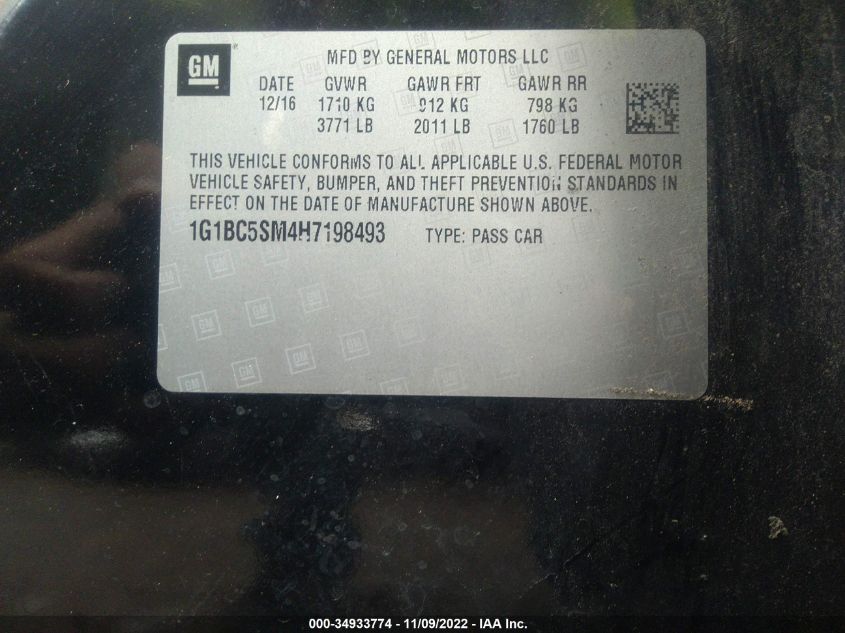 GM ® MFD BY GENERAL MOTORS LLC
DATE GVWR GAWR FRT GAWR RR
12/16 1710 KG 912 KG 798 KG
3771 LB 2011 LB 1760 LB
THIS VEHICLE CONFORMS TO ALL APPLICABLE U.S. FEDERAL MOTOR
VEHICLE SAFETY, BUMPER, AND THEFT PREVENTION STANDARDS IN
EFFECT ON THE DATE OF MANUFACTURE SHOWN ABOVE.
1G1BC5SM4H7198493 TYPE: PASS CAR
000-34933774 - 11/09/2022 - IAA Inc.